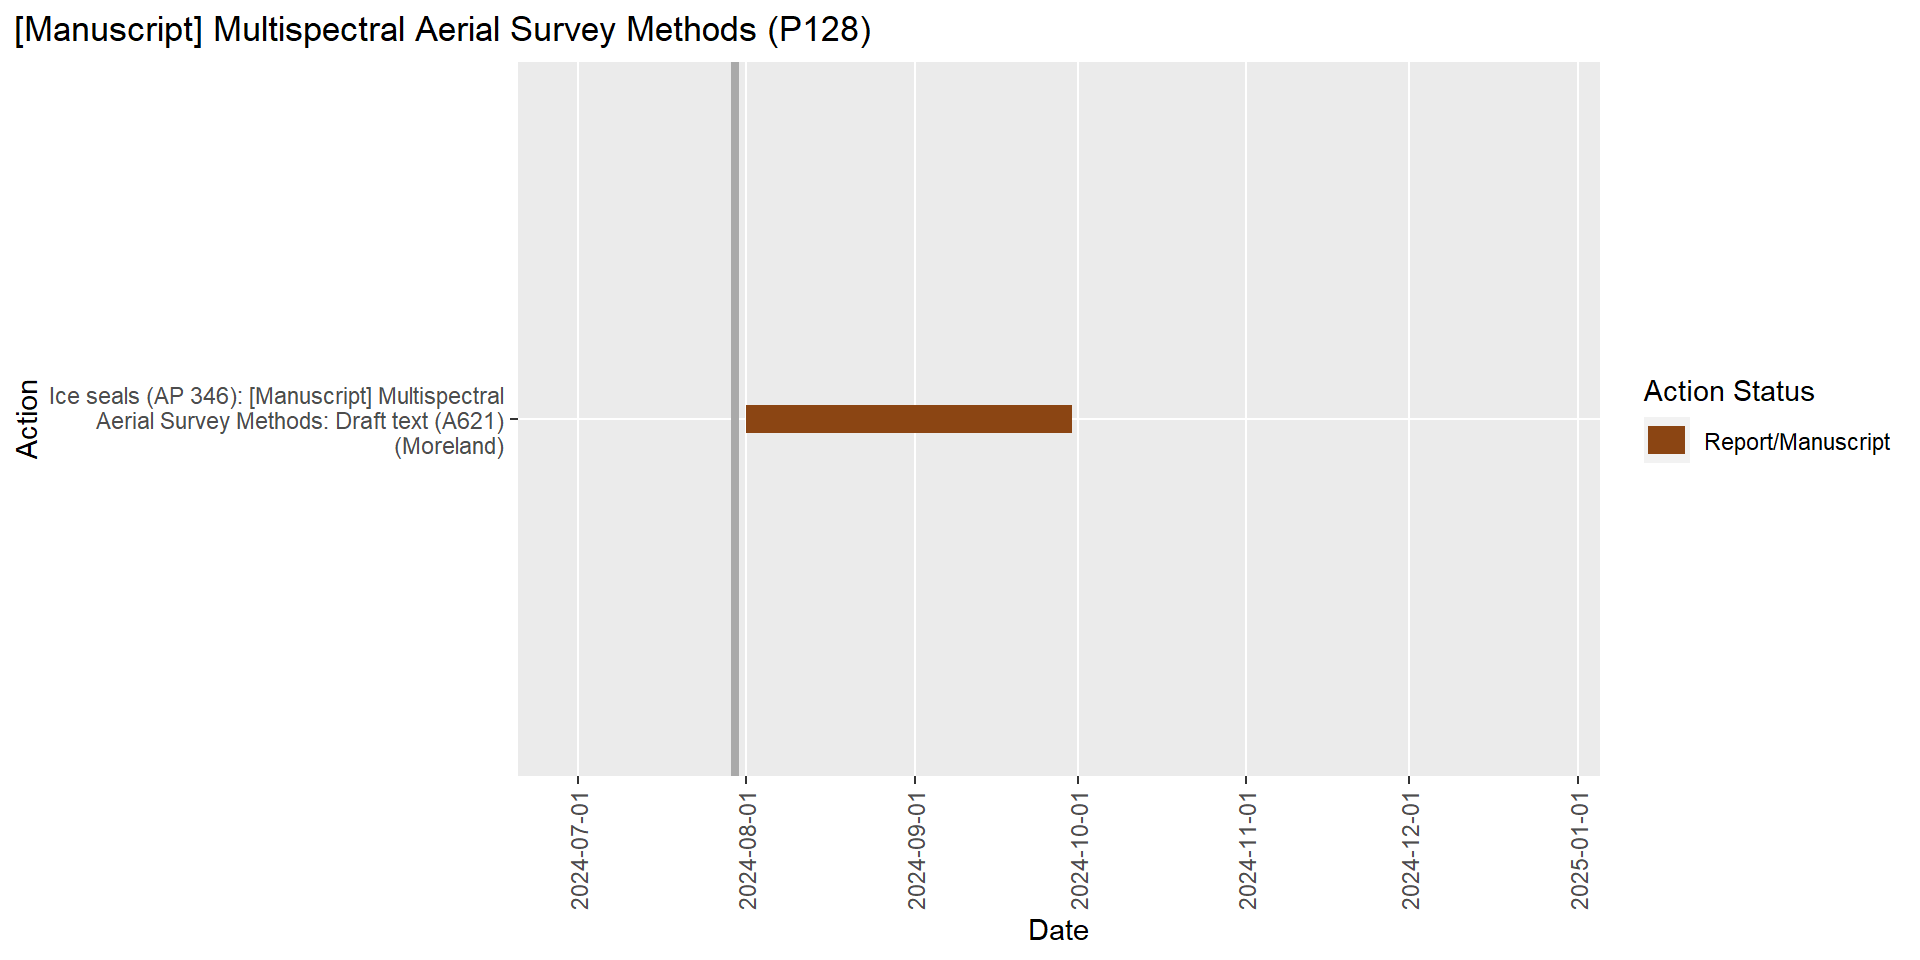 [Manuscript] Multispectral Aerial Survey Methods (P128)
Action
Ice seals (AP 346): [Manuscript] Multispectral
Aerial Survey Methods: Draft text (A621)
(Moreland)
Action Status
Report/Manuscript
2024-07-01
2024-08-01
2024-09-01
2024-10-01
2024-11-01
2024-12-01
2025-01-01
Date